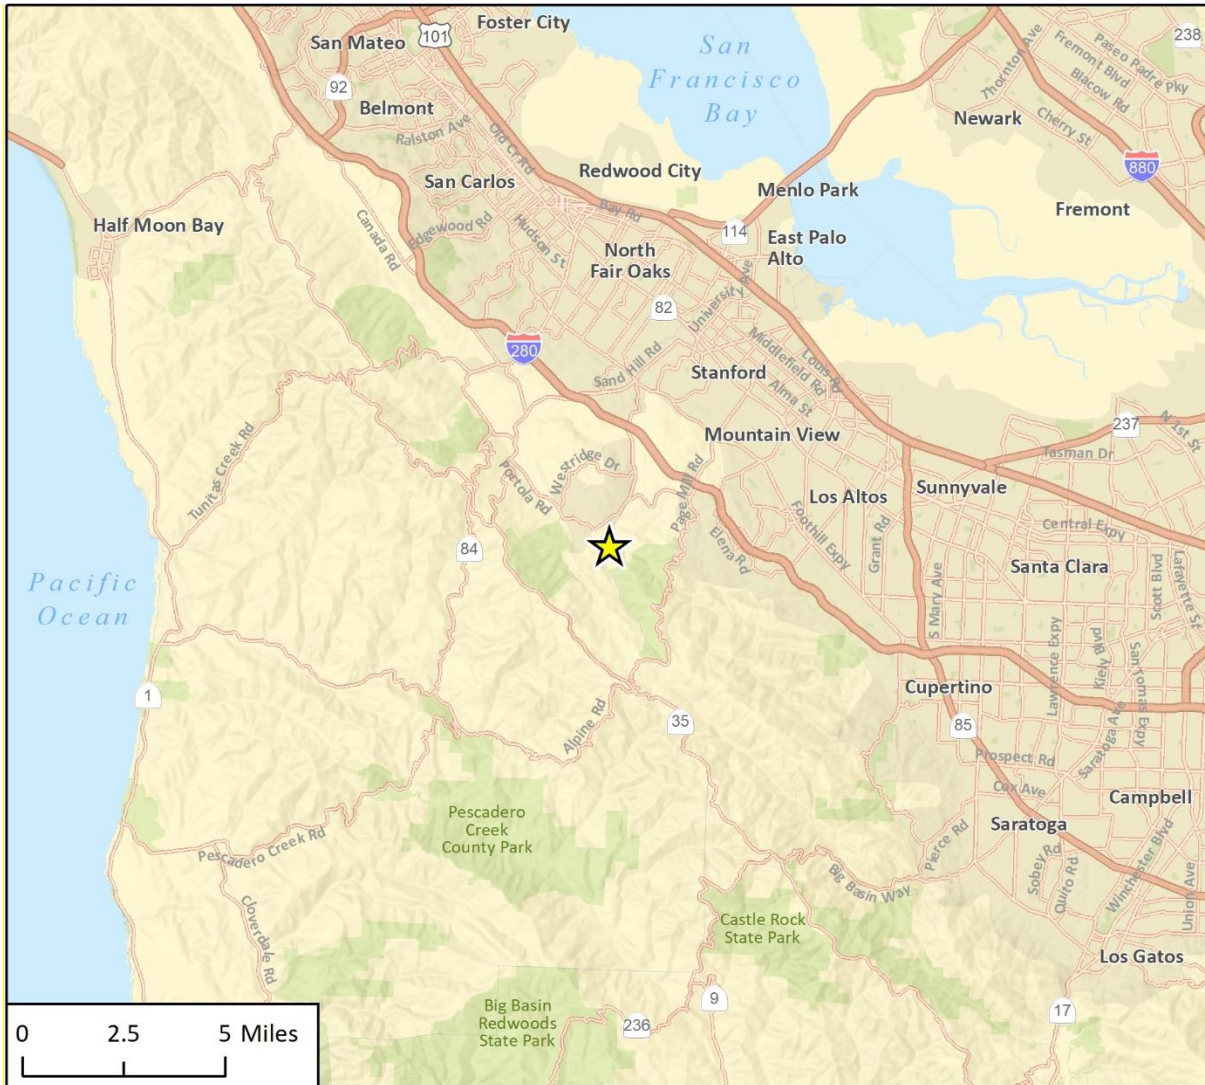 Foster City
San Mateo
101
San
Francisco
Bay
238
Paseo Padre Pky
Fremont Blvd
Blacow Rd
Thornton Ave
92
Belmont
Ralston Ave
Old Cr Rd
Newark
Cherry St
880
Redwood City
San Carlos
Menlo Park
Fremont
Half Moon Bay
Canada Rd
Edgewood Rd
Hudson St
Bay Rd
114
East Palo
Alto
North
Fair Oaks
University Ave
82
280
Sand Hill Rd
Stanford
Middlefield Rd
Louis Rd
Alma St
237
N 1st St
Tunitas Creek Rd
Mountain View
Tasman Dr
Portola Rd
Westridge Dr
Page Mill Rd
Los Altos
Sunnyvale
Foothill Expy
Grant Rd
Central Expy
84
Elena Rd
Santa Clara
Scott Blvd
Lafayette St
Pacific
Ocean
S Mary Ave
Lawrence Expy
Kiely Blvd
San Tomas Expy
1
Cupertino
Alpine Rd
35
85
Saratoga Ave
Prospect Rd
Cox Ave
Campbell
Pescadero
Creek
County Park
Saratoga
Pescadero Creek Rd
Pierce Rd
Sobey Rd
Quito Rd
Winchester Blvd
Union Ave
Big Basin Way
Cloverdale Rd
Castle Rock
State Park
Los Gatos
Big Basin
Redwoods
State Park
236
9
17
0 2.5 5 Miles